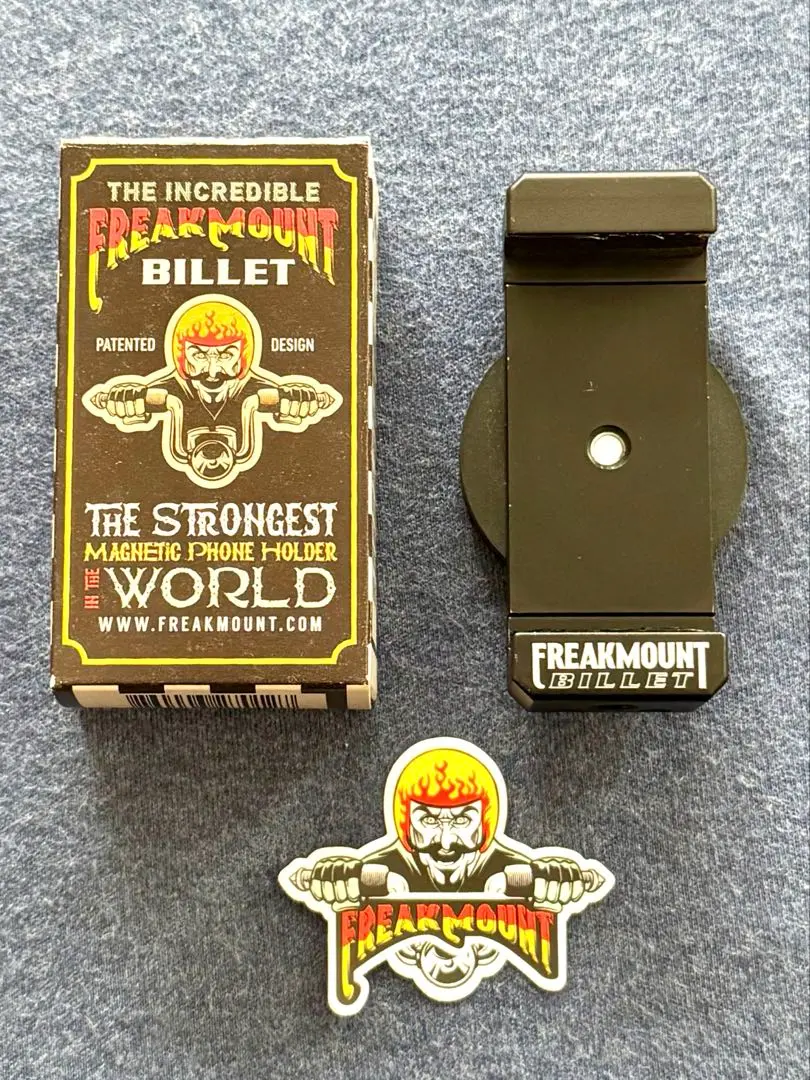 THE INCREDIBLE
FREAKMOUNT
BILLET
PATENTED DESIGN
THE STRONGEST
MAGNETIC PHONE HOLDER
IN THE WORLD
WWW.FREAKMOUNT.COM
FREAKMOUNT
BILLET
FREAKMOUNT